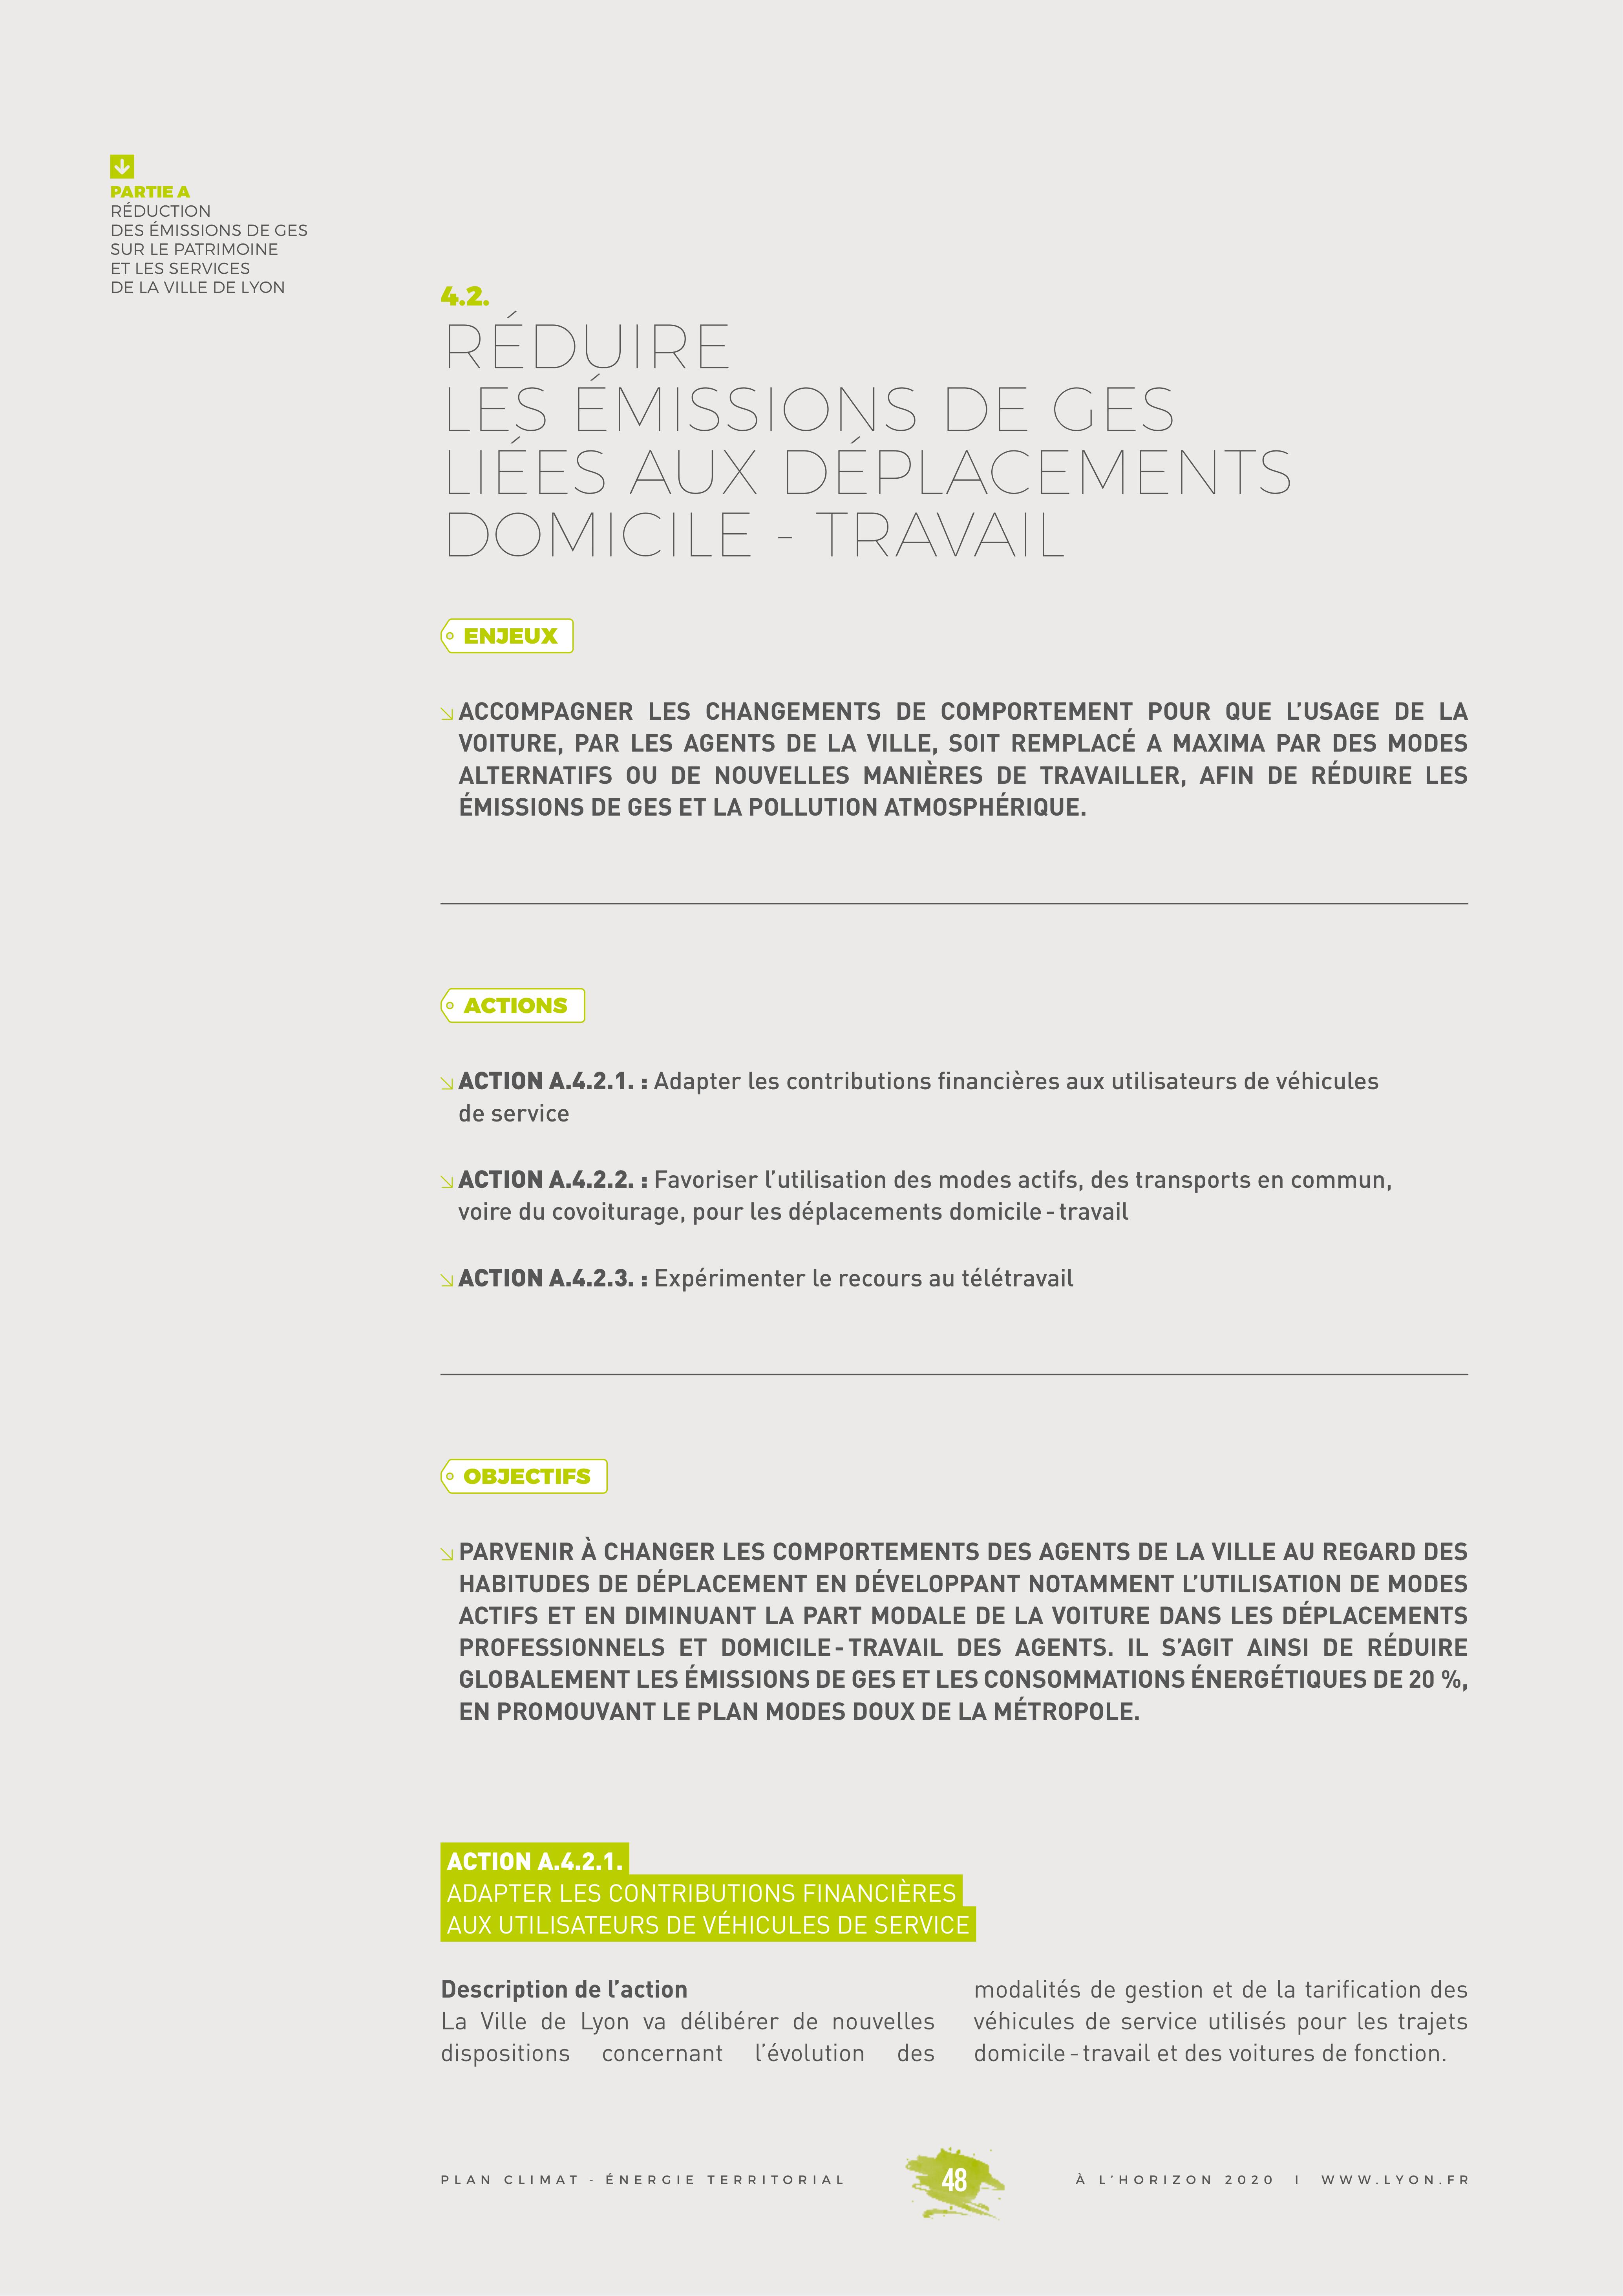 PARTIE A
RÉDUCTION
DES ÉMISSIONS DE GES
SUR LE PATRIMOINE
ET LES SERVICES
DE LA VILLE DE LYON
4.2.
RÉDUIRE
LES ÉMISSIONS DE GES
LIÉES AUX DÉPLACEMENTS
DOMICILE - TRAVAIL
ENJEUX
ACCOMPAGNER LES CHANGEMENTS DE COMPORTEMENT POUR QUE L’USAGE DE LA
VOITURE, PAR LES AGENTS DE LA VILLE, SOIT REMPLACÉ A MAXIMA PAR DES MODES
ALTERNATIFS OU DE NOUVELLES MANIÈRES DE TRAVAILLER, AFIN DE RÉDUIRE LES
ÉMISSIONS DE GES ET LA POLLUTION ATMOSPHÉRIQUE.
ACTIONS
ACTION A.4.2.1. : Adapter les contributions financières aux utilisateurs de véhicules
de service
ACTION A.4.2.2. : Favoriser l’utilisation des modes actifs, des transports en commun,
voire du covoiturage, pour les déplacements domicile - travail
ACTION A.4.2.3. : Expérimenter le recours au télétravail
OBJECTIFS
PARVENIR À CHANGER LES COMPORTEMENTS DES AGENTS DE LA VILLE AU REGARD DES
HABITUDES DE DÉPLACEMENT EN DÉVELOPPANT NOTAMMENT L’UTILISATION DE MODES
ACTIFS ET EN DIMINUANT LA PART MODALE DE LA VOITURE DANS LES DÉPLACEMENTS
PROFESSIONNELS ET DOMICILE - TRAVAIL DES AGENTS. IL S’AGIT AINSI DE RÉDUIRE
GLOBALEMENT LES ÉMISSIONS DE GES ET LES CONSOMMATIONS ÉNERGÉTIQUES DE 20 %,
EN PROMOUVANT LE PLAN MODES DOUX DE LA MÉTROPOLE.
ACTION A.4.2.1.
ADAPTER LES CONTRIBUTIONS FINANCIÈRES
AUX UTILISATEURS DE VÉHICULES DE SERVICE
Description de l’action
La Ville de Lyon va délibérer de nouvelles
dispositions concernant l’évolution des
modalités de gestion et de la tarification des
véhicules de service utilisés pour les trajets
domicile - travail et des voitures de fonction.
PLAN CLIMAT - ÉNERGIE TERRITORIAL
48
À L’HORIZON 2020 I WWW.LYON.FR